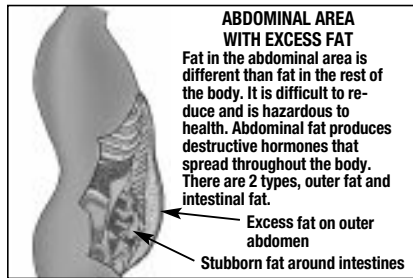 ABDOMINAL AREA
WITH EXCESS FAT
Fat in the abdominal area is
different than fat in the rest of
the body. It is difficult to re-
duce and is hazardous to
health. Abdominal fat produces
destructive hormones that
spread throughout the body.
There are 2 types, outer fat and
intestinal fat.
Excess fat on outer
abdomen
Stubborn fat around intestines